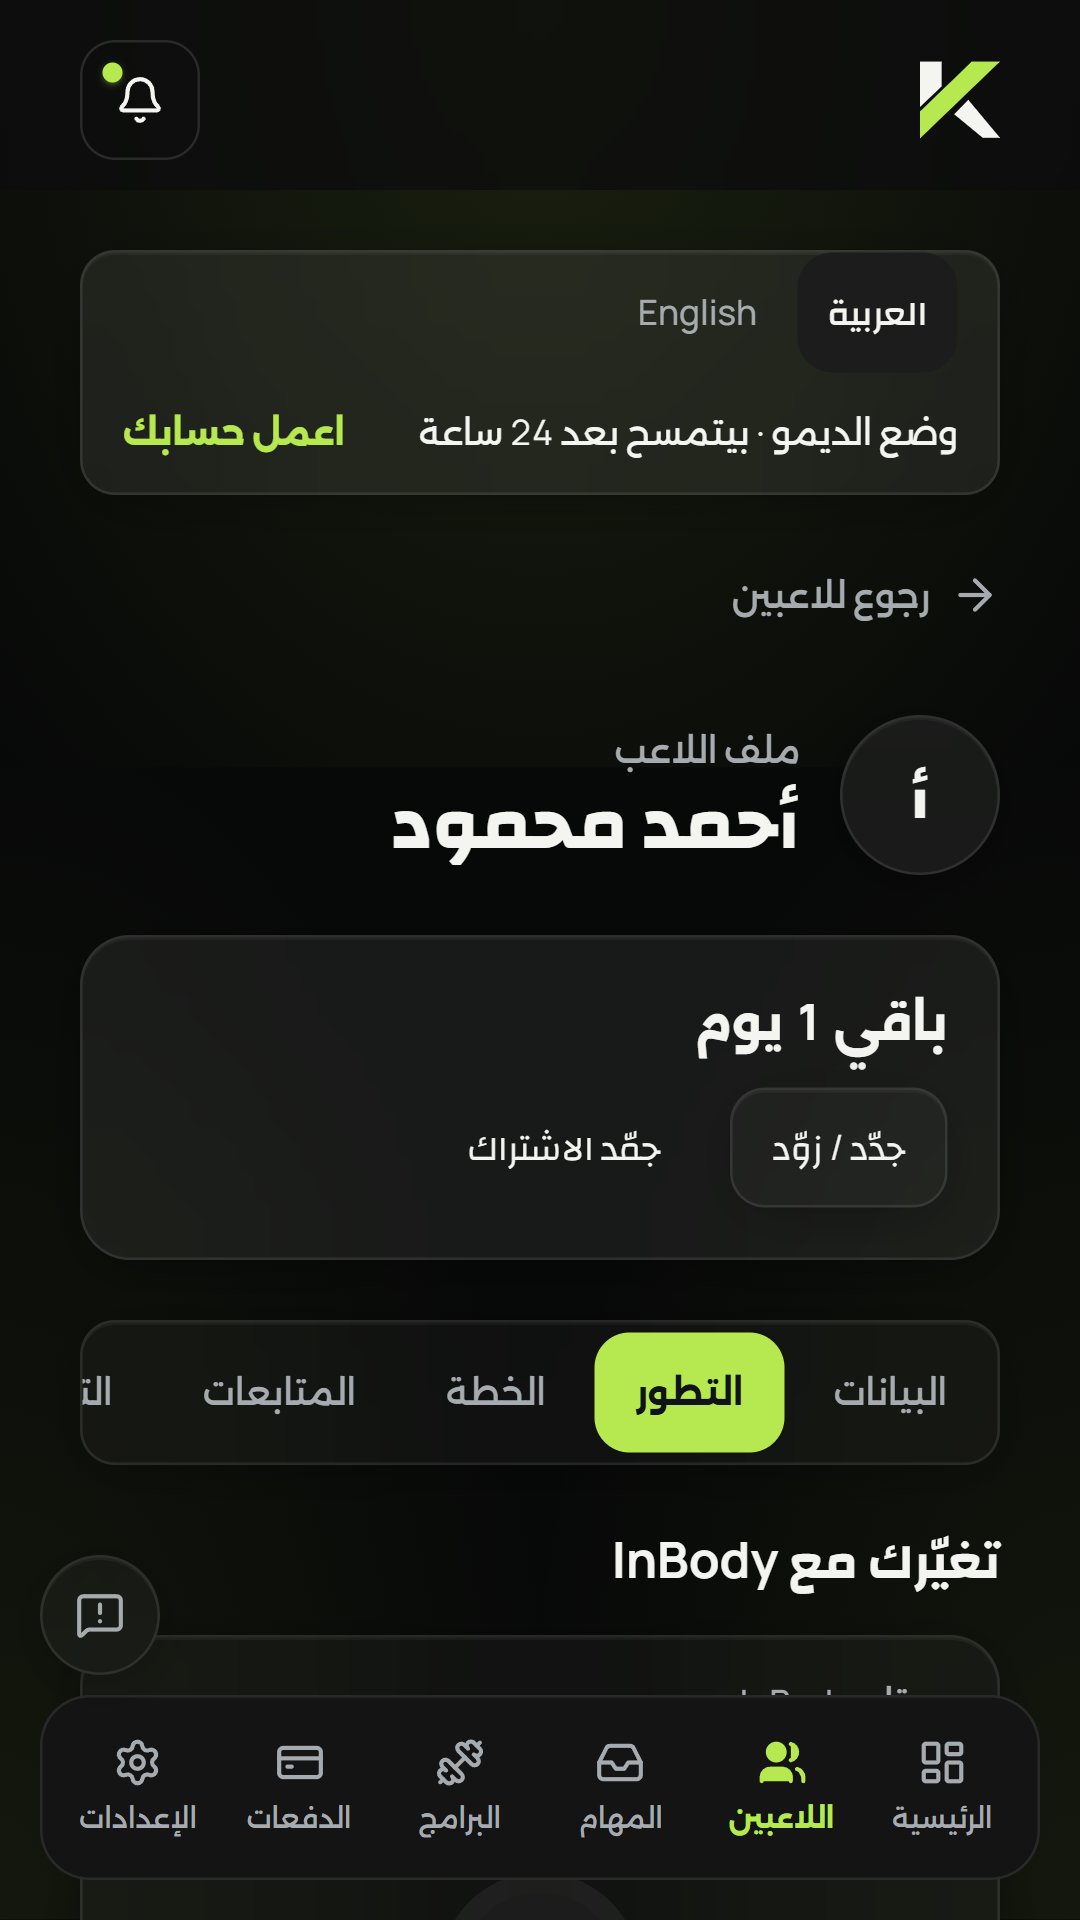 العربية
English
وضع الديمو · بيتمسح بعد 24 ساعة
اعمل حسابك
رجوع للاعبين
أ
ملف اللاعب
أحمد محمود
باقي 1 يوم
جدّد / زوّد
جمّد الاشتراك
البيانات
التطور
الخطة
المتابعات
تغيّرك مع InBody
الرئيسية
اللاعبين
المهام
البرامج
الدفعات
الإعدادات